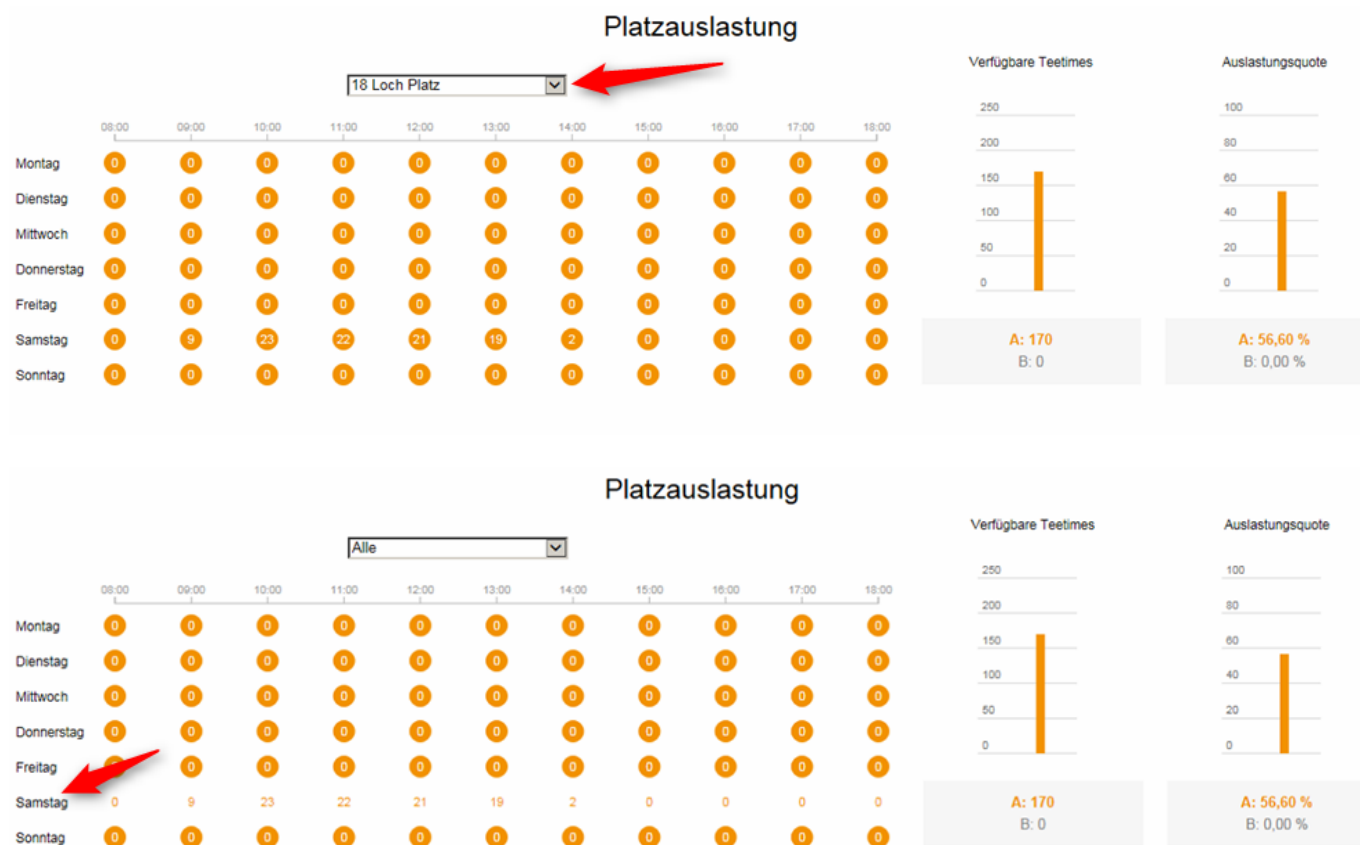 Platzauslastung
18 Loch Platz
08:00 09:00 10:00 11:00 12:00 13:00 14:00 15:00 16:00 17:00 18:00
Montag 0 0 0 0 0 0 0 0 0 0 0
Dienstag 0 0 0 0 0 0 0 0 0 0 0
Mittwoch 0 0 0 0 0 0 0 0 0 0 0
Donnerstag 0 0 0 0 0 0 0 0 0 0 0
Freitag 0 0 0 0 0 0 0 0 0 0 0
Samstag 0 9 23 22 21 19 2 0 0 0 0
Sonntag 0 0 0 0 0 0 0 0 0 0 0
Verfügbare Teetimes
250
200
150
100
50
0
A: 170
B: 0
Auslastungsquote
100
80
60
40
20
0
A: 56,60 %
B: 0,00 %
Platzauslastung
Alle
08:00 09:00 10:00 11:00 12:00 13:00 14:00 15:00 16:00 17:00 18:00
Montag 0 0 0 0 0 0 0 0 0 0 0
Dienstag 0 0 0 0 0 0 0 0 0 0 0
Mittwoch 0 0 0 0 0 0 0 0 0 0 0
Donnerstag 0 0 0 0 0 0 0 0 0 0 0
Freitag 0 0 0 0 0 0 0 0 0 0
Samstag 0 9 23 22 21 19 2 0 0 0 0
Sonntag 0 0 0 0 0 0 0 0 0 0 0
Verfügbare Teetimes
250
200
150
100
50
0
A: 170
B: 0
Auslastungsquote
100
80
60
40
20
0
A: 56,60 %
B: 0,00 %